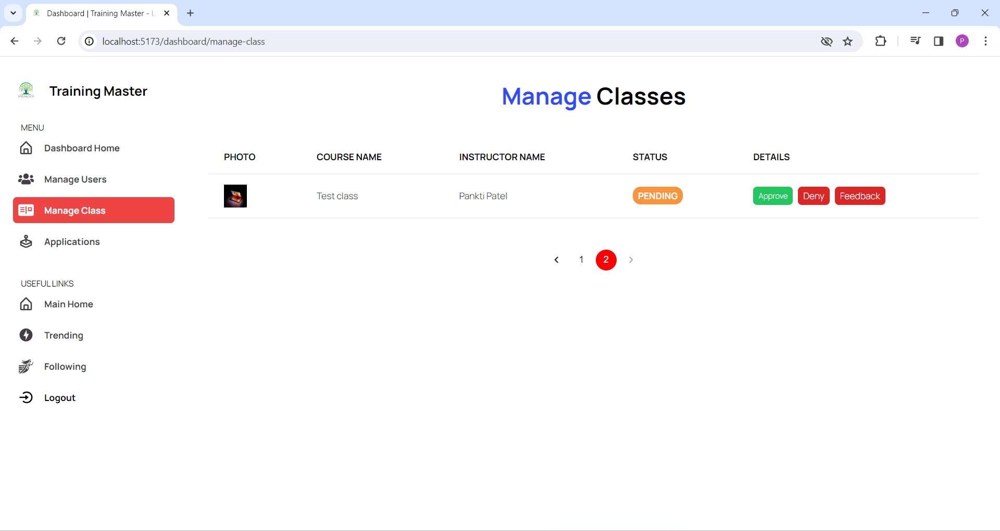 Dashboard | Training Master - U
localhost:5173/dashboard/manage-class
P
YOGA LOGO
Training Master
Manage Classes
MENU
Dashboard Home
Manage Users
Manage Class
Applications
USEFUL LINKS
Main Home
Trending
Following
Logout
PHOTO COURSE NAME INSTRUCTOR NAME STATUS DETAILS
Test class Pankti Patel PENDING Approve Deny Feedback
1 2